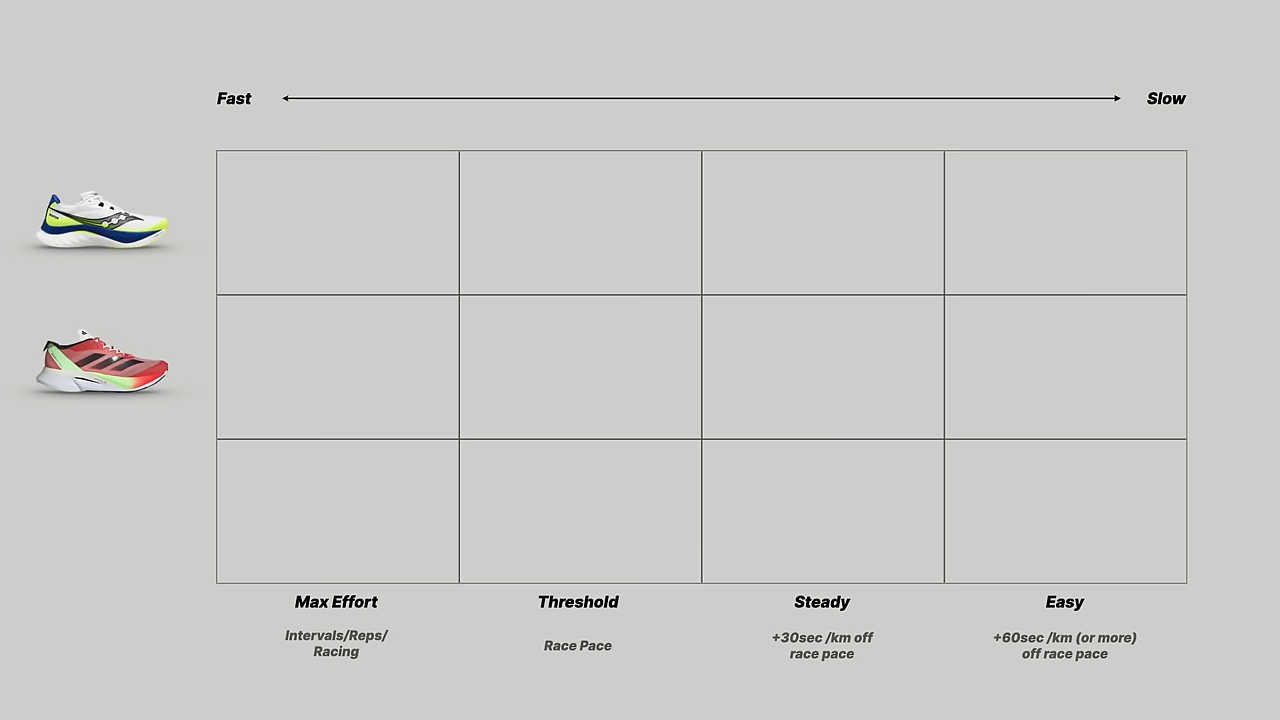 Fast
Slow
Max Effort
Threshold
Steady
Easy
Intervals/Reps/
Racing
Race Pace
+30sec /km off
race pace
+60sec /km (or more)
off race pace